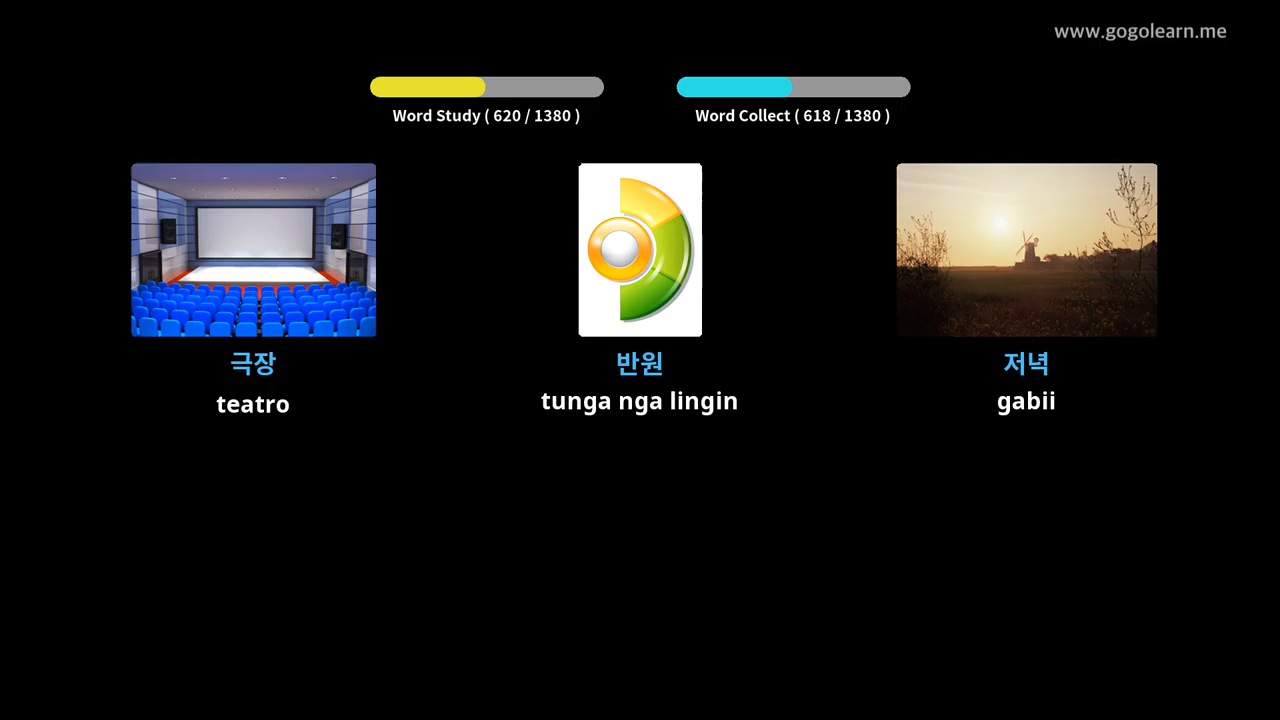 www.gogolearn.me
Word Study ( 620 / 1380 )
Word Collect ( 618 / 1380 )
극장
반원
저녁
teatro
tunga nga lingin
gabii